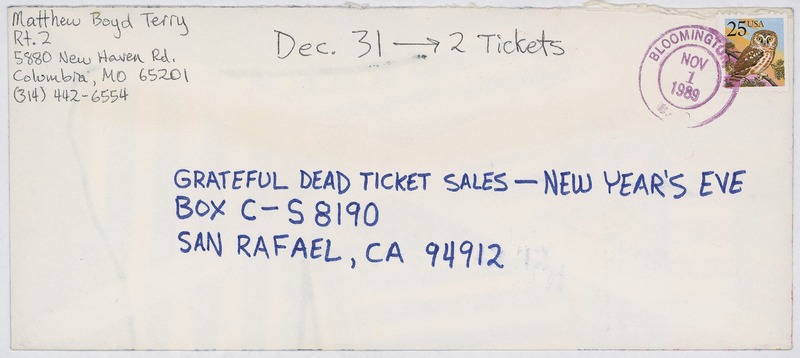 Matthew Boyd Terry
Rt. 2
5880 New Haven Rd.
Columbia, MO 65201
(314) 442-6554
Dec. 31 → 2 Tickets
BLOOMINGTON
NOV
1
1989
25 USA
GRATEFUL DEAD TICKET SALES — NEW YEAR'S EVE
BOX C-S 8190
SAN RAFAEL, CA 94912